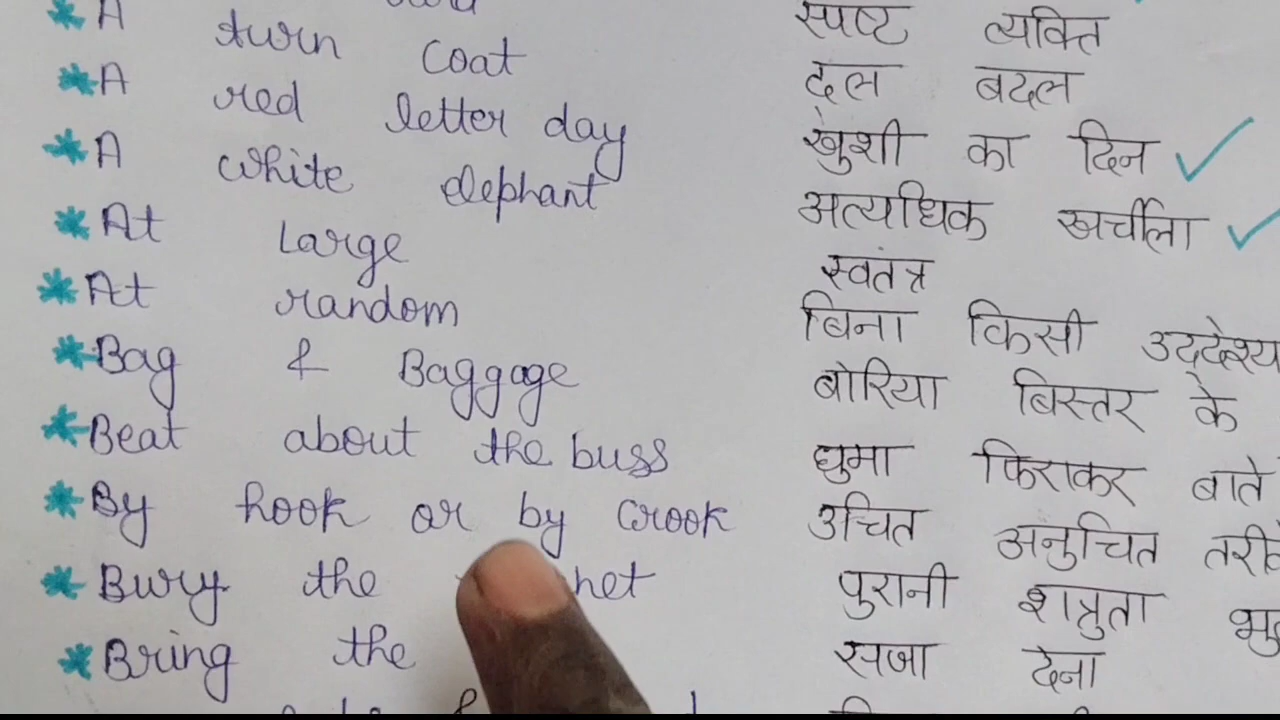 * A turn coat स्पष्ट व्यक्ति
* A red letter day दल बदल
* A white elephant खुशी का दिन ✓
* At Large अत्यधिक खर्चीला ✓
* At random स्वतंत्र
* Bag & Baggage बिना किसी उद्देश्य
* Beat about the buss बोरिया बिस्तर के
* By hook or by crook घुमा फिराकर बाते
* Bury the उचित अनुचित
* Bring the पुरानी शत्रुता
सजा देना